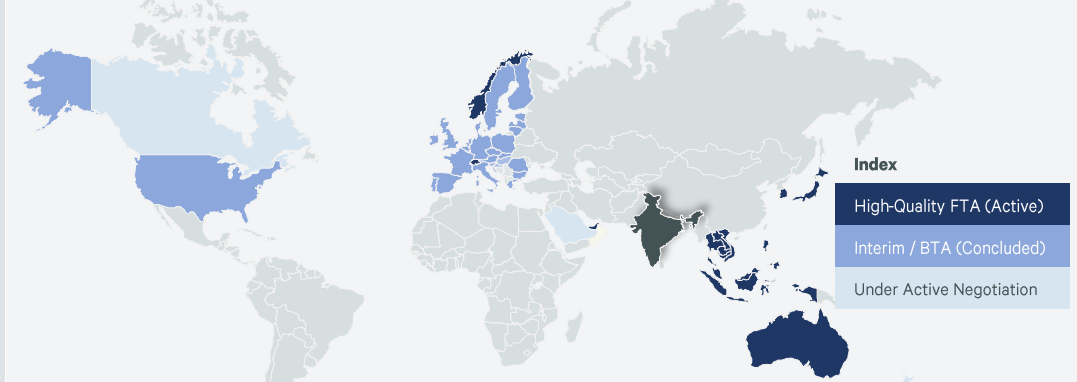 Index
High-Quality FTA (Active)
Interim / BTA (Concluded)
Under Active Negotiation